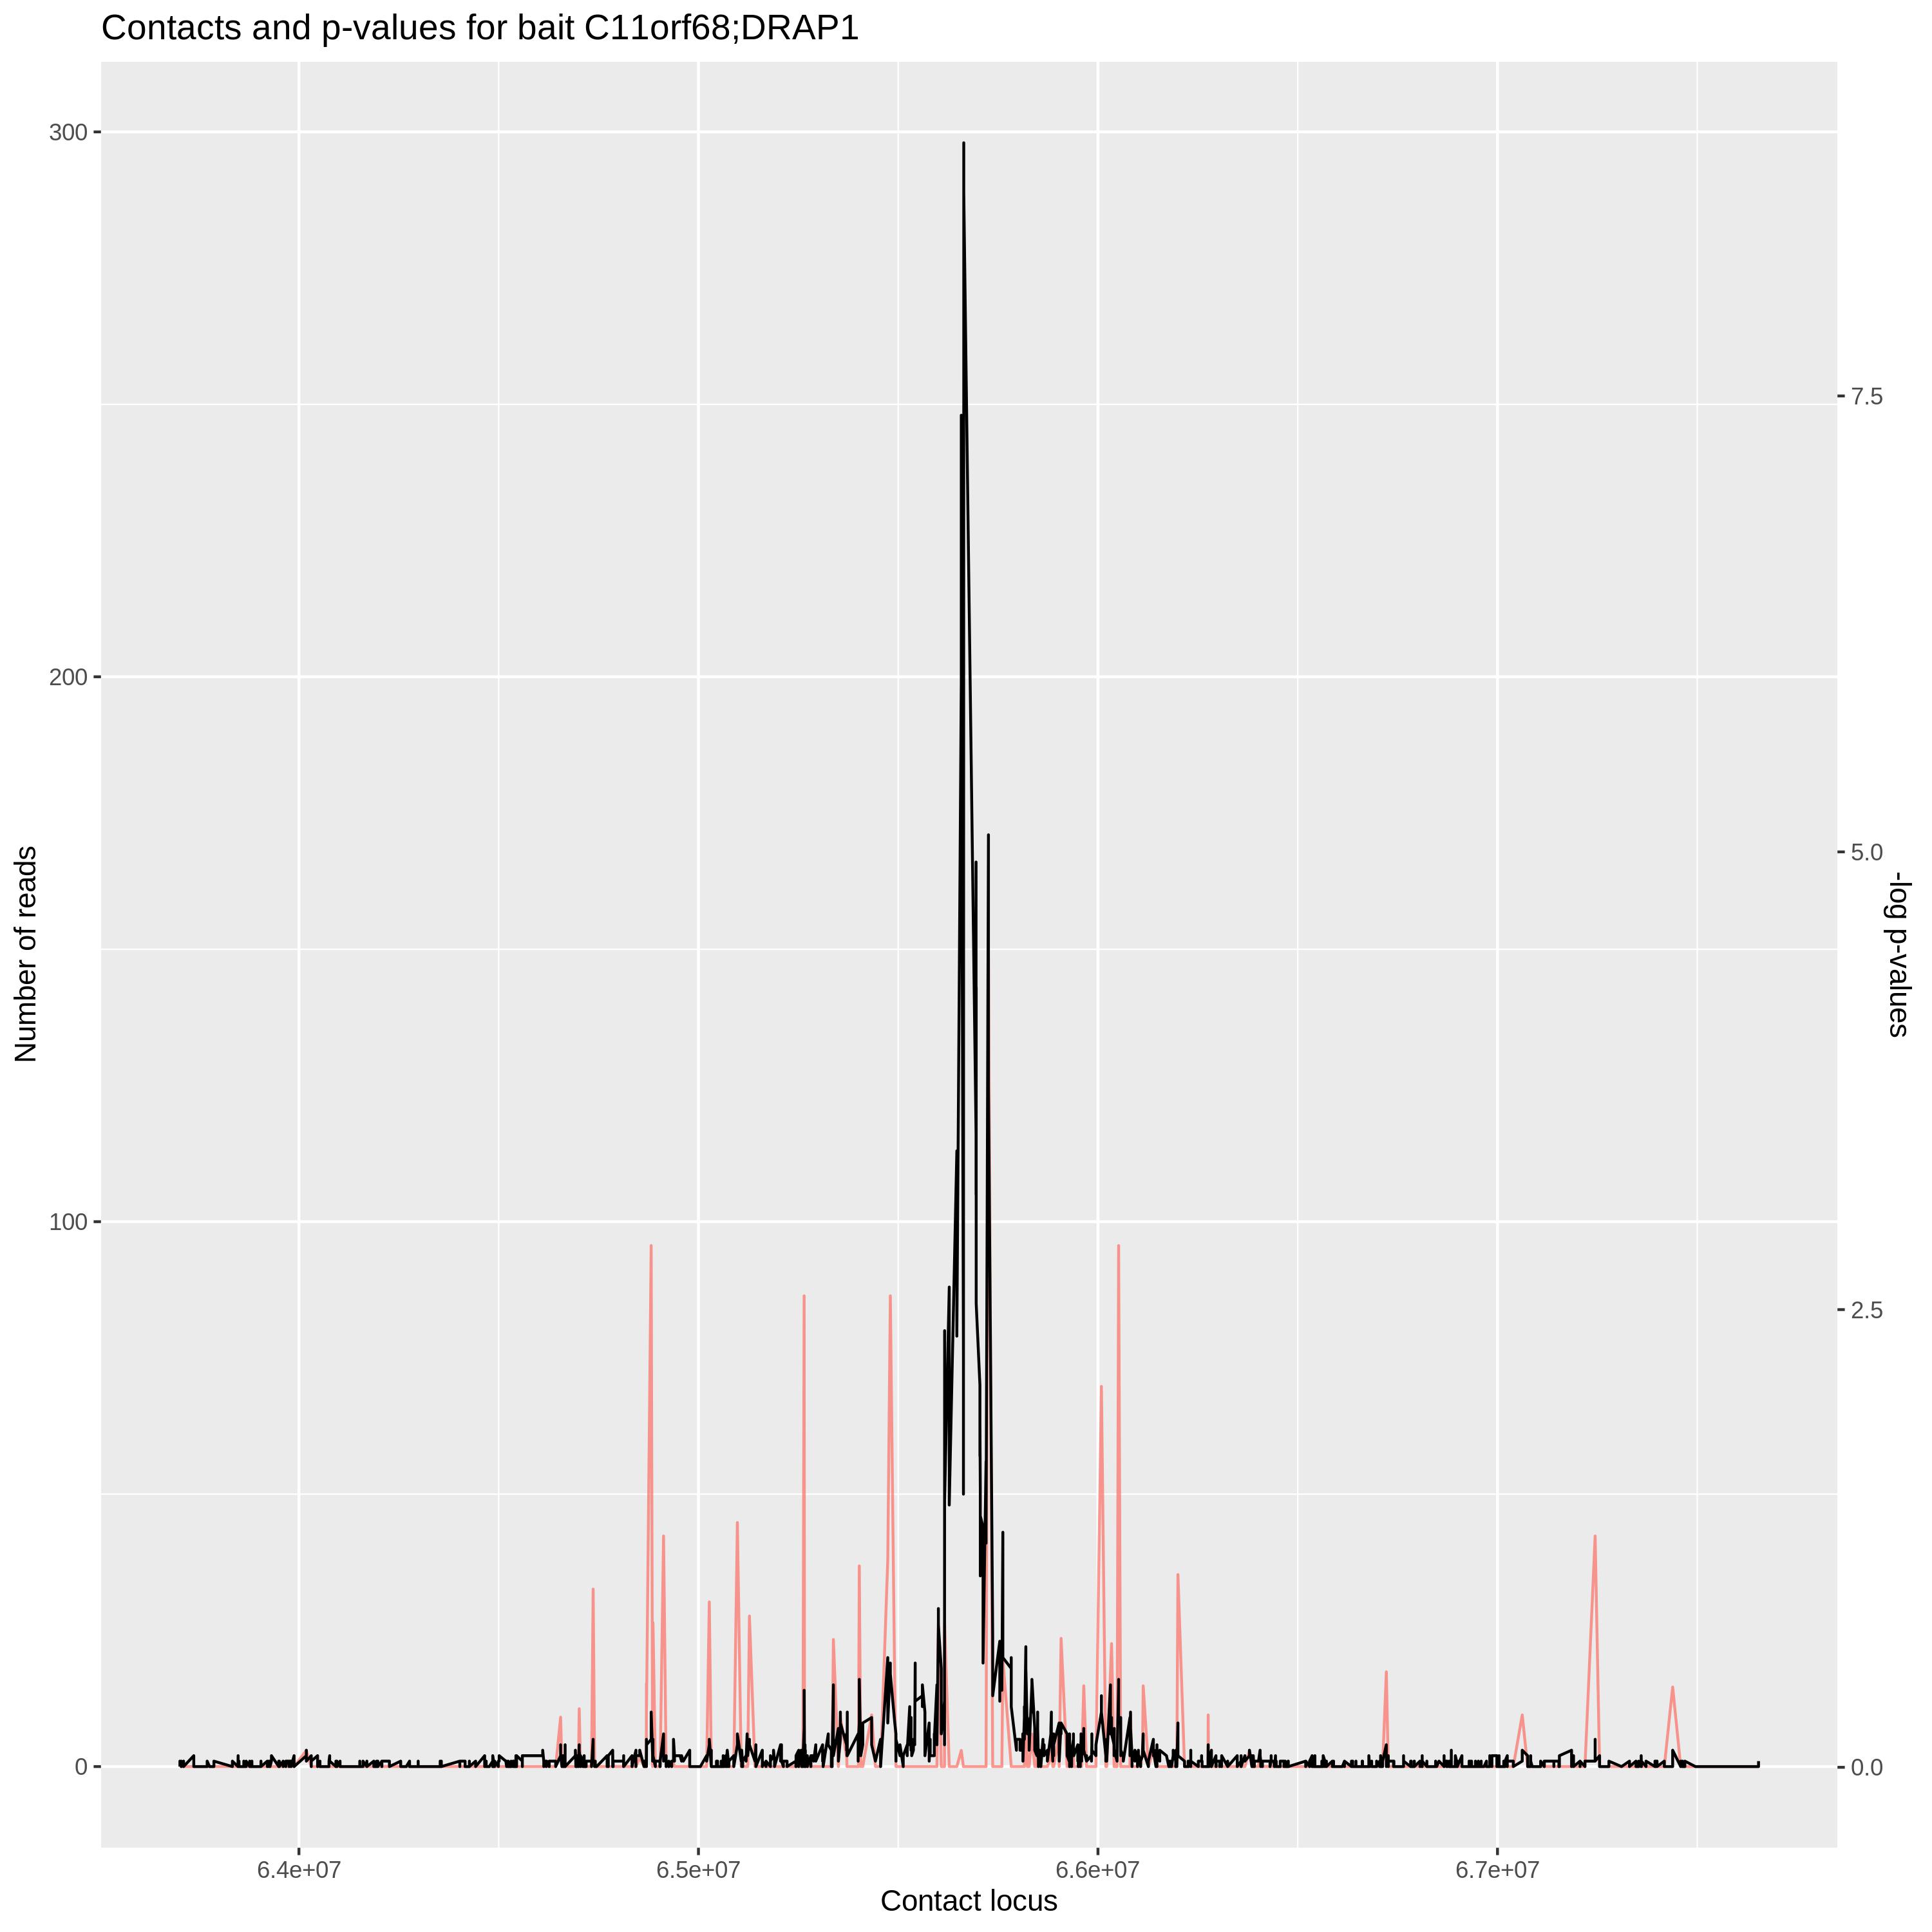 Contacts and p-values for bait C11orf68;DRAP1
300
200
100
0
Number of reads
7.5
5.0
2.5
0.0
-log p-values
6.4e+07
6.5e+07
6.6e+07
6.7e+07
Contact locus